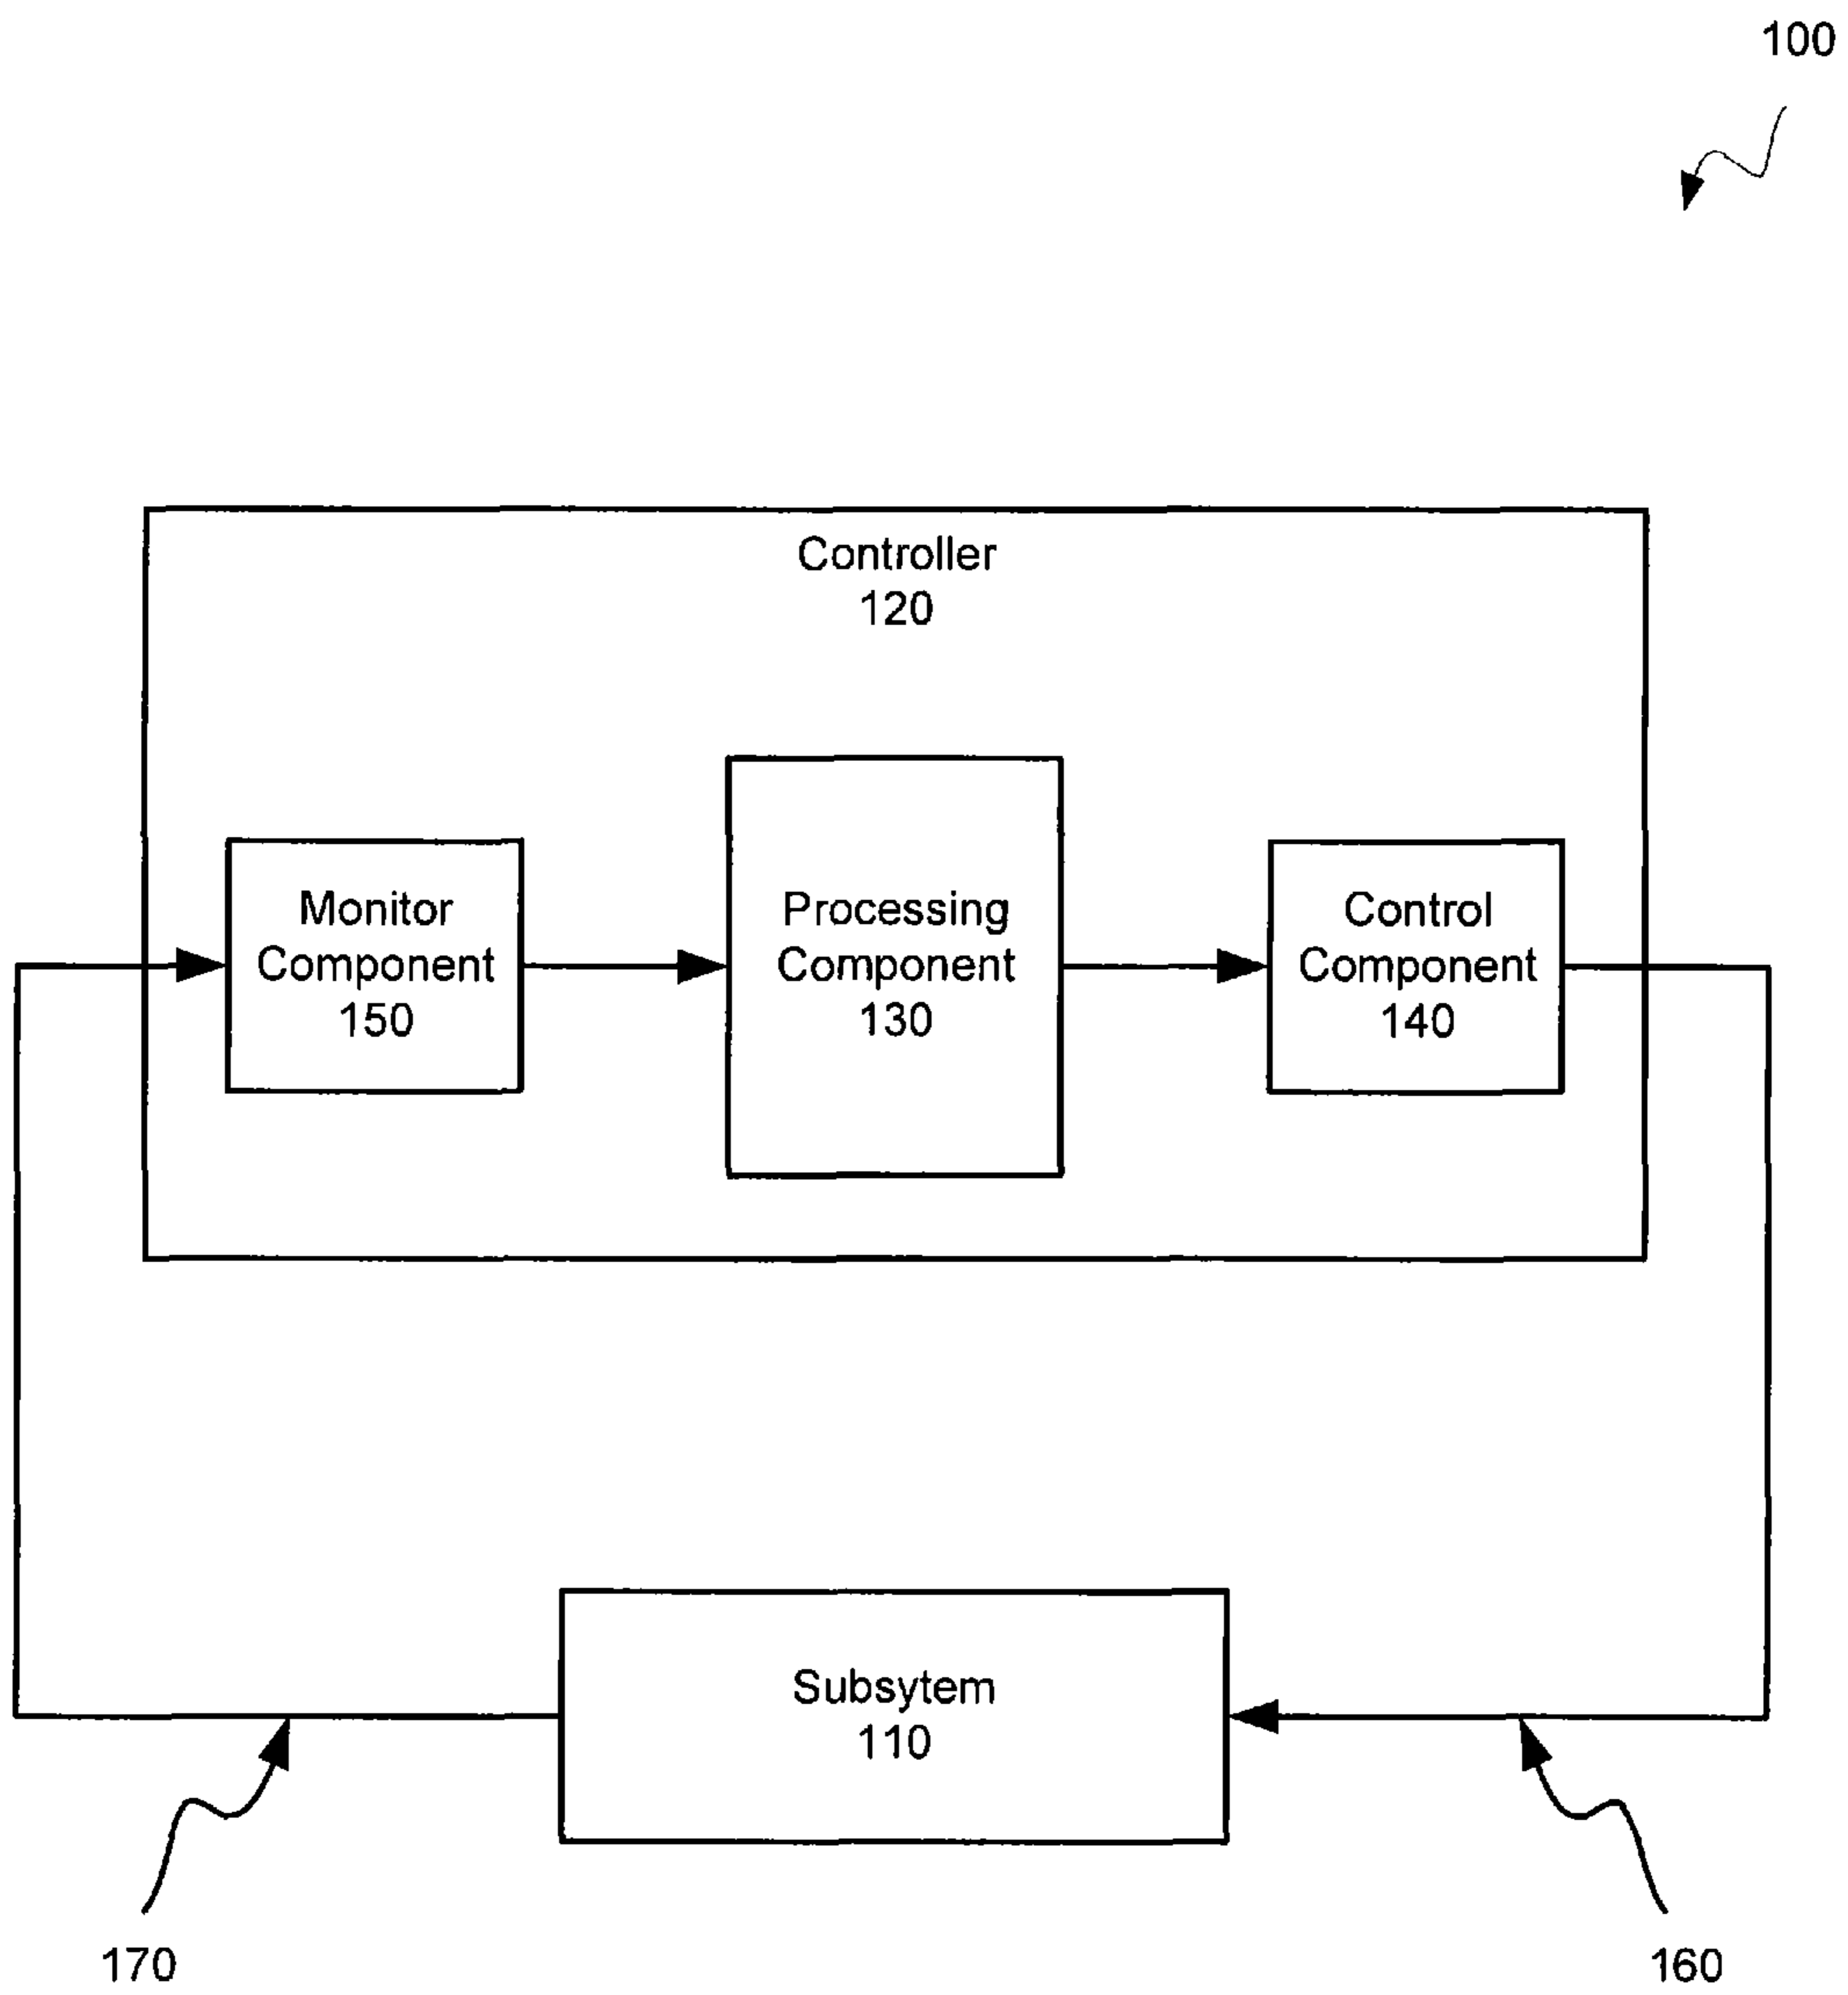 100
Controller
120
Monitor
Component
150
Processing
Component
130
Control
Component
140
Subsytem
110
170
160